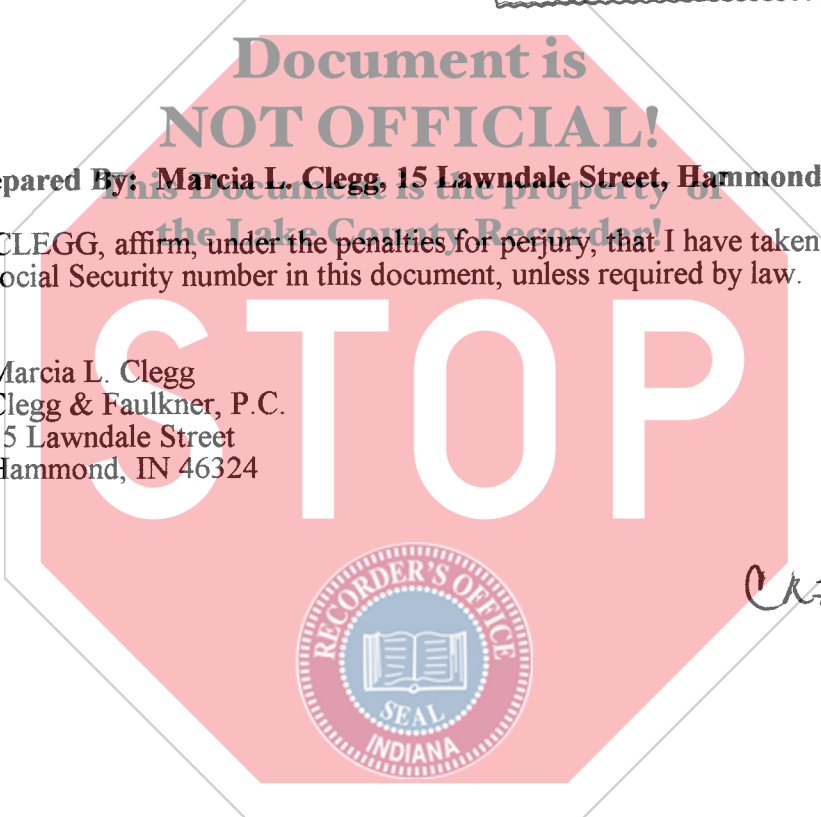 Document is
NOT OFFICIAL!
epared By: Marcia L. Clegg, 15 Lawndale Street, Hammond
This Document is the property of
the Lake County Recorder!
CLEGG, affirm, under the penalties for perjury, that I have taken
ocial Security number in this document, unless required by law.
STOP
Marcia L. Clegg
Clegg & Faulkner, P.C.
5 Lawndale Street
Hammond, IN 46324
RECORDER'S OFFICE
SEAL
INDIANA